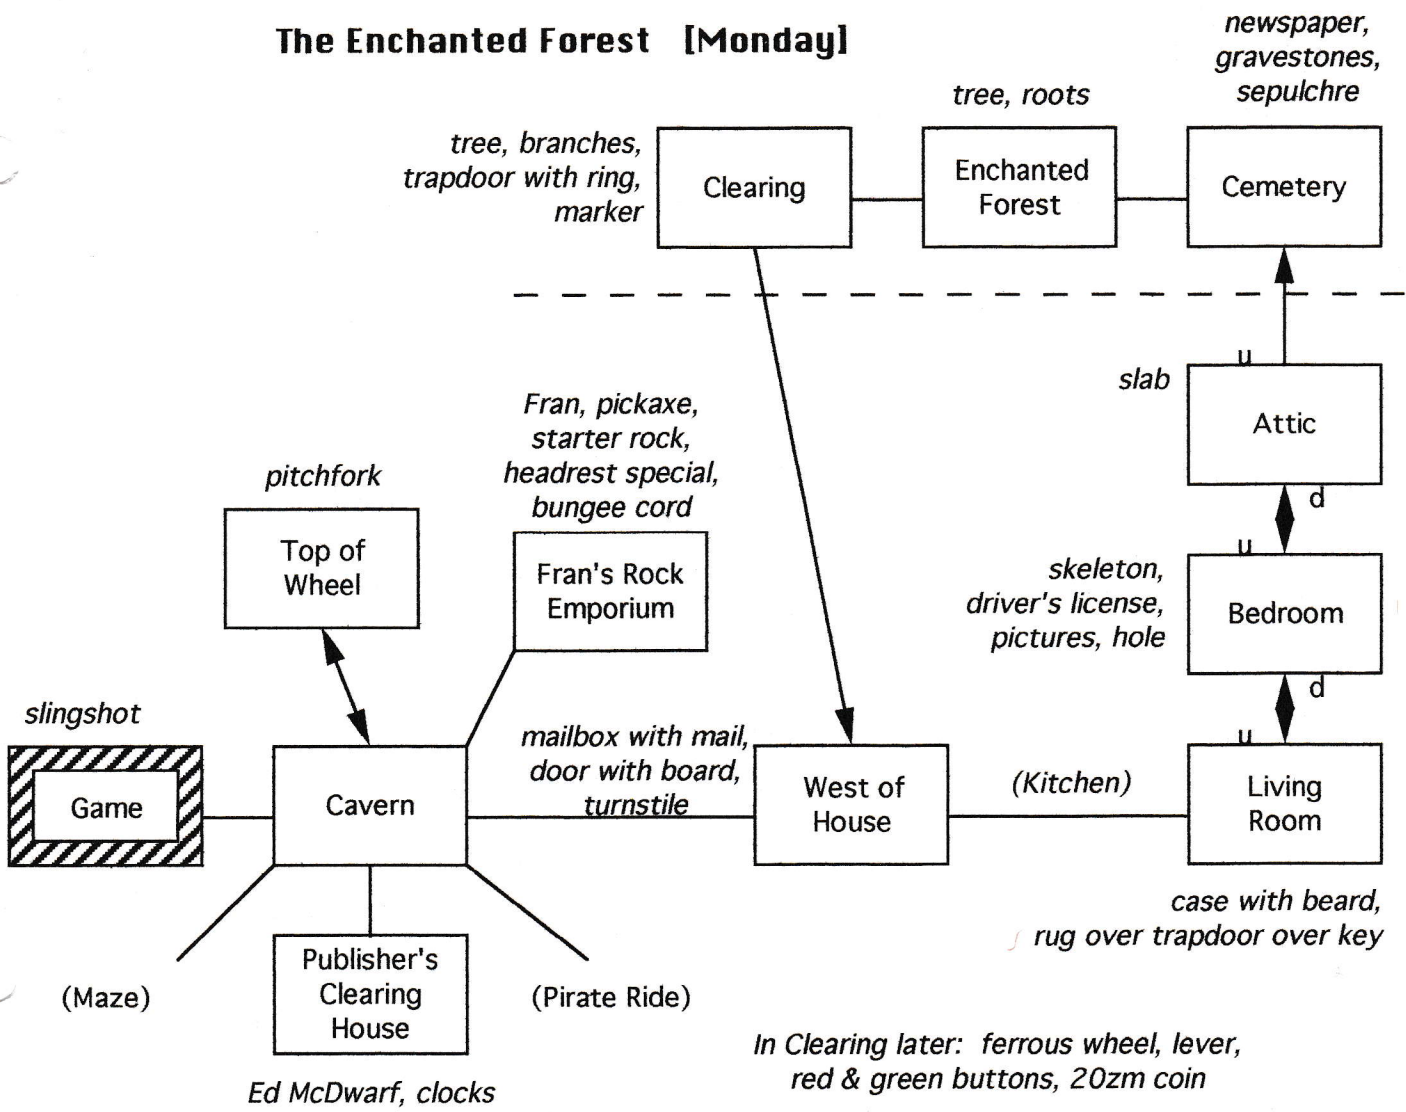 The Enchanted Forest [Monday]
newspaper,
gravestones,
sepulchre
tree, roots
tree, branches,
trapdoor with ring,
marker
Clearing
Enchanted
Forest
Cemetery
u
slab
Attic
d
Fran, pickaxe,
starter rock,
headrest special,
bungee cord
pitchfork
Top of
Wheel
Fran's Rock
Emporium
u
skeleton,
driver's license,
pictures, hole
Bedroom
d
slingshot
Game
Cavern
mailbox with mail,
door with board,
turnstile
West of
House
(Kitchen)
u
Living
Room
case with beard,
rug over trapdoor over key
(Maze)
Publisher's
Clearing
House
(Pirate Ride)
Ed McDwarf, clocks
In Clearing later: ferrous wheel, lever,
red & green buttons, 20zm coin